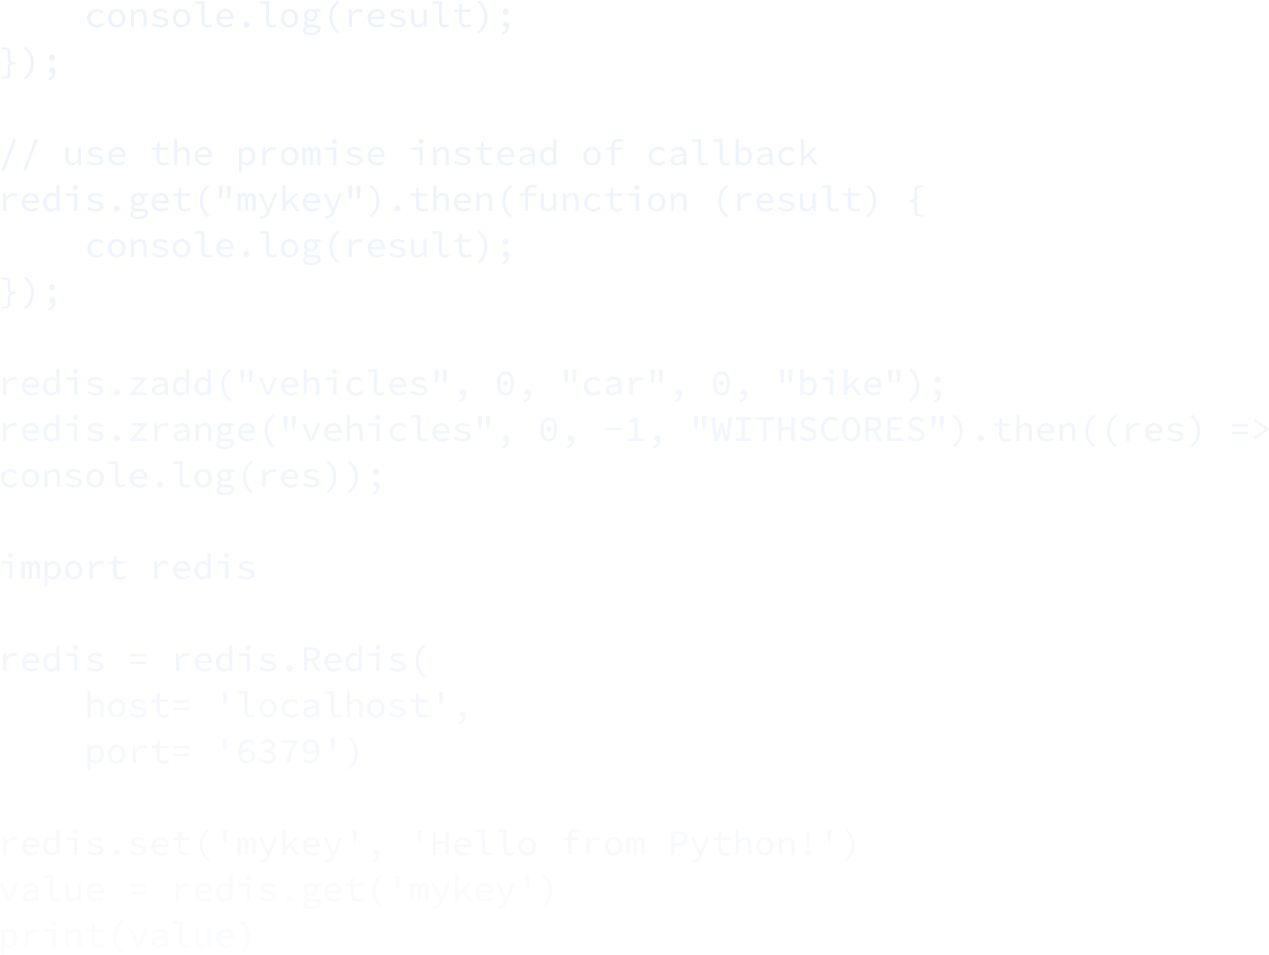 console.log(result);
});
// use the promise instead of callback
redis.get("mykey").then(function (result) {
console.log(result);
});
redis.zadd("vehicles", 0, "car", 0, "bike");
redis.zrange("vehicles", 0, -1, "WITHSCORES").then((res) =>
console.log(res));
import redis
redis = redis.Redis(
host= 'localhost',
port= '6379')
redis.set('mykey', 'Hello from Python!')
value = redis.get('mykey')
print(value)